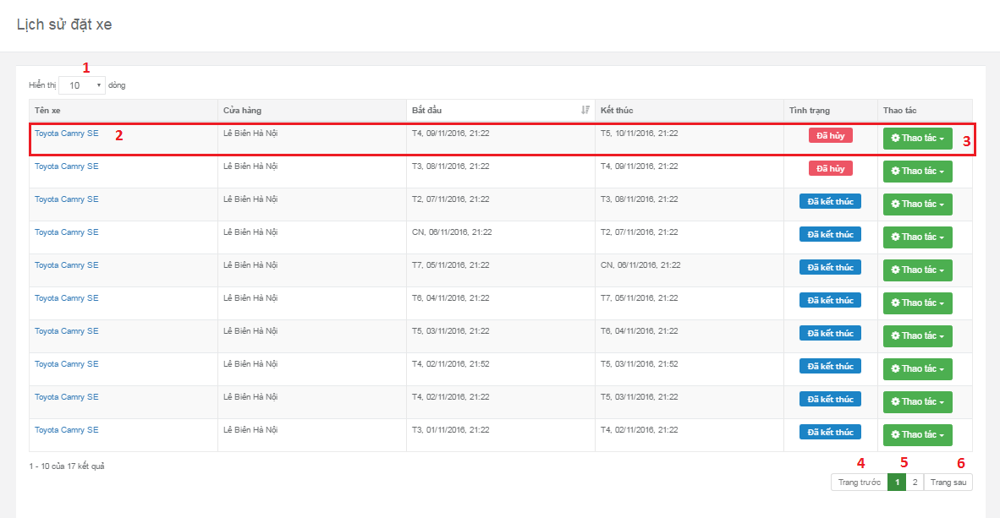 Lịch sử đặt xe
1
Hiển thị 10 dòng
Tên xe Cửa hàng Bắt đầu Kết thúc Tình trạng Thao tác
Toyota Camry SE 2 Lê Biên Hà Nội T4, 09/11/2016, 21:22 T5, 10/11/2016, 21:22 Đã hủy Thao tác 3
Toyota Camry SE Lê Biên Hà Nội T3, 08/11/2016, 21:22 T4, 09/11/2016, 21:22 Đã hủy Thao tác
Toyota Camry SE Lê Biên Hà Nội T2, 07/11/2016, 21:22 T3, 08/11/2016, 21:22 Đã kết thúc Thao tác
Toyota Camry SE Lê Biên Hà Nội CN, 06/11/2016, 21:22 T2, 07/11/2016, 21:22 Đã kết thúc Thao tác
Toyota Camry SE Lê Biên Hà Nội T7, 05/11/2016, 21:22 CN, 06/11/2016, 21:22 Đã kết thúc Thao tác
Toyota Camry SE Lê Biên Hà Nội T6, 04/11/2016, 21:22 T7, 05/11/2016, 21:22 Đã kết thúc Thao tác
Toyota Camry SE Lê Biên Hà Nội T5, 03/11/2016, 21:22 T6, 04/11/2016, 21:22 Đã kết thúc Thao tác
Toyota Camry SE Lê Biên Hà Nội T4, 02/11/2016, 21:52 T5, 03/11/2016, 21:52 Đã kết thúc Thao tác
Toyota Camry SE Lê Biên Hà Nội T4, 02/11/2016, 21:22 T5, 03/11/2016, 21:22 Đã kết thúc Thao tác
Toyota Camry SE Lê Biên Hà Nội T3, 01/11/2016, 21:22 T4, 02/11/2016, 21:22 Đã kết thúc Thao tác
1 - 10 của 17 kết quả
4 5 6
Trang trước 1 2 Trang sau